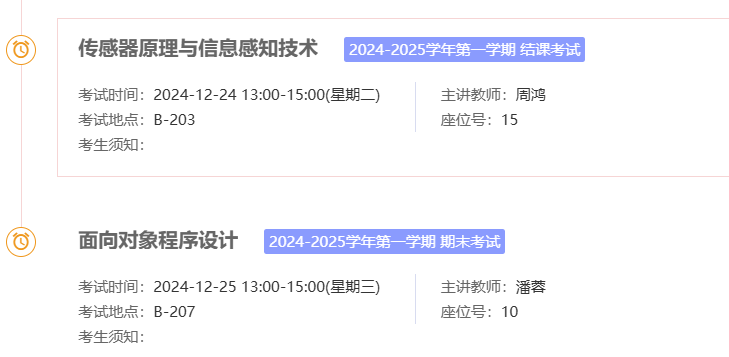 传感器原理与信息感知技术 2024-2025学年第一学期 结课考试
考试时间：2024-12-24 13:00-15:00(星期二) 主讲教师：周鸿
考试地点：B-203 座位号：15
考生须知：
面向对象程序设计 2024-2025学年第一学期 期末考试
考试时间：2024-12-25 13:00-15:00(星期三) 主讲教师：潘蓉
考试地点：B-207 座位号：10
考生须知：